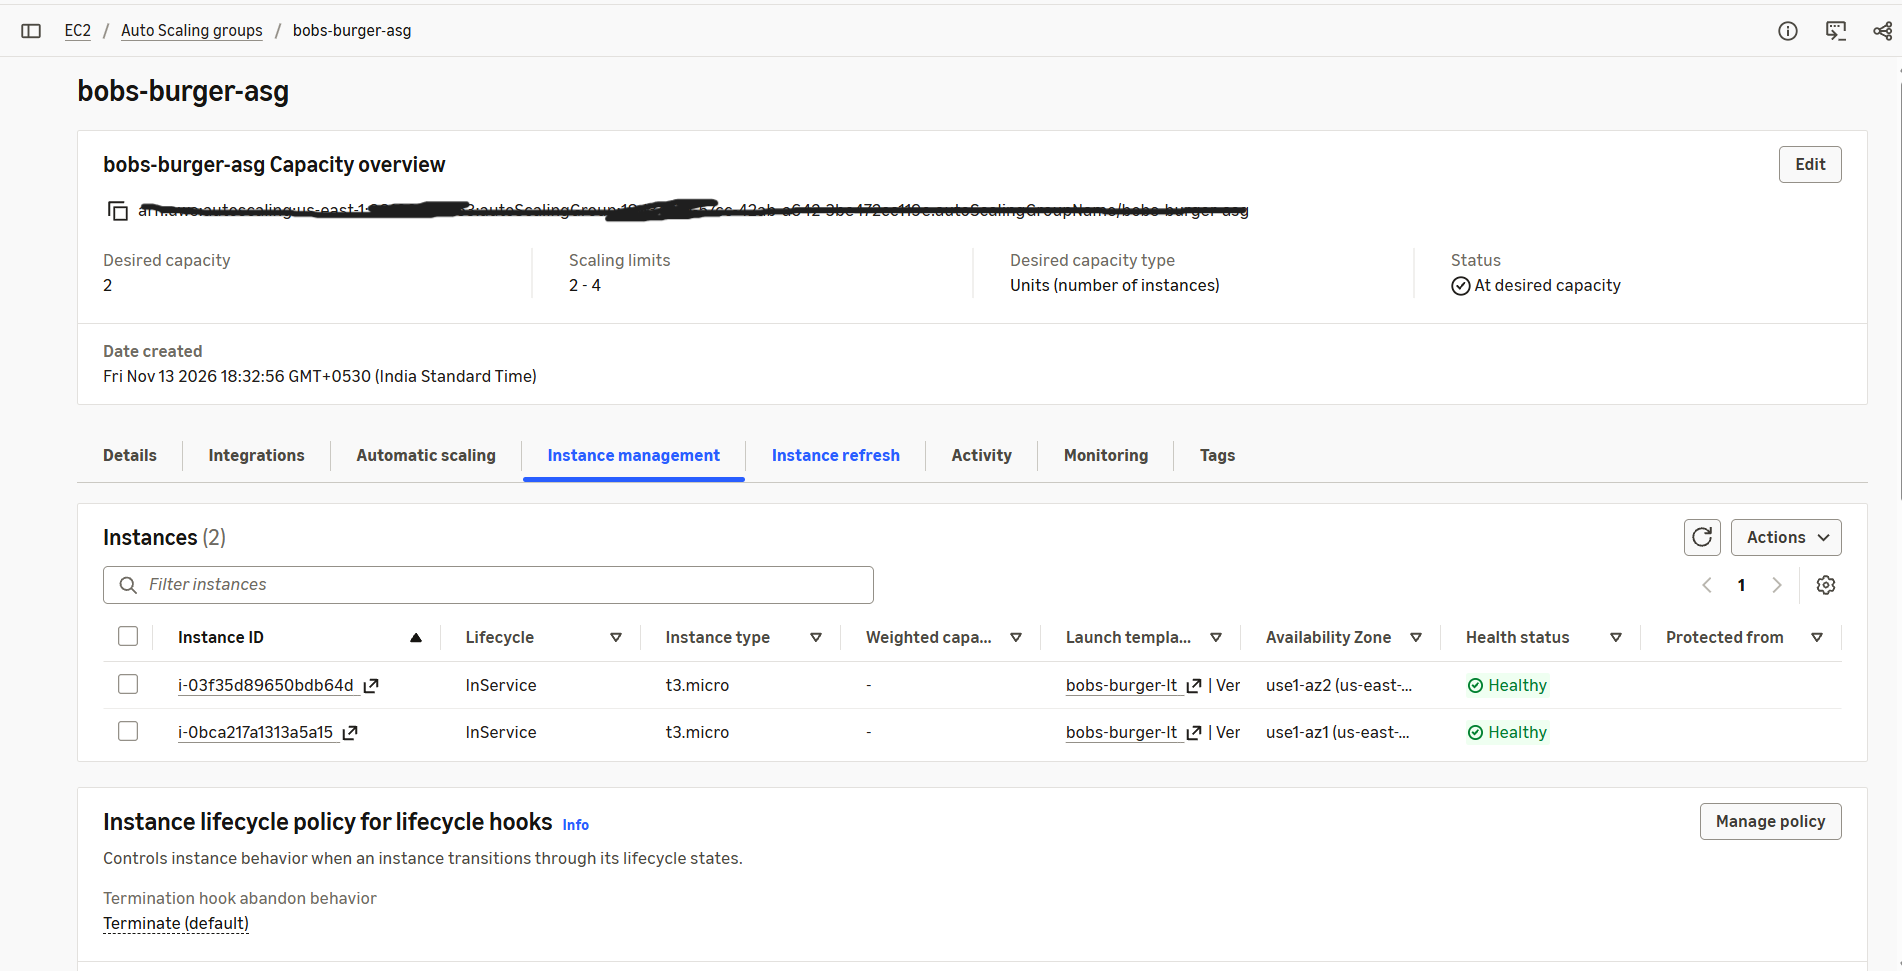 EC2 / Auto Scaling groups / bobs-burger-asg
bobs-burger-asg
bobs-burger-asg Capacity overview
Edit
Desired capacity
2
Scaling limits
2 - 4
Desired capacity type
Units (number of instances)
Status
At desired capacity
Date created
Fri Nov 13 2026 18:32:56 GMT+0530 (India Standard Time)
Details Integrations Automatic scaling Instance management Instance refresh Activity Monitoring Tags
Instances (2)
Actions
Filter instances
1
Instance ID Lifecycle Instance type Weighted capa... Launch templa... Availability Zone Health status Protected from
i-03f35d89650bdb64d InService t3.micro - bobs-burger-lt | Ver use1-az2 (us-east-... Healthy
i-0bca217a1313a5a15 InService t3.micro - bobs-burger-lt | Ver use1-az1 (us-east-... Healthy
Instance lifecycle policy for lifecycle hooks Info
Manage policy
Controls instance behavior when an instance transitions through its lifecycle states.
Termination hook abandon behavior
Terminate (default)